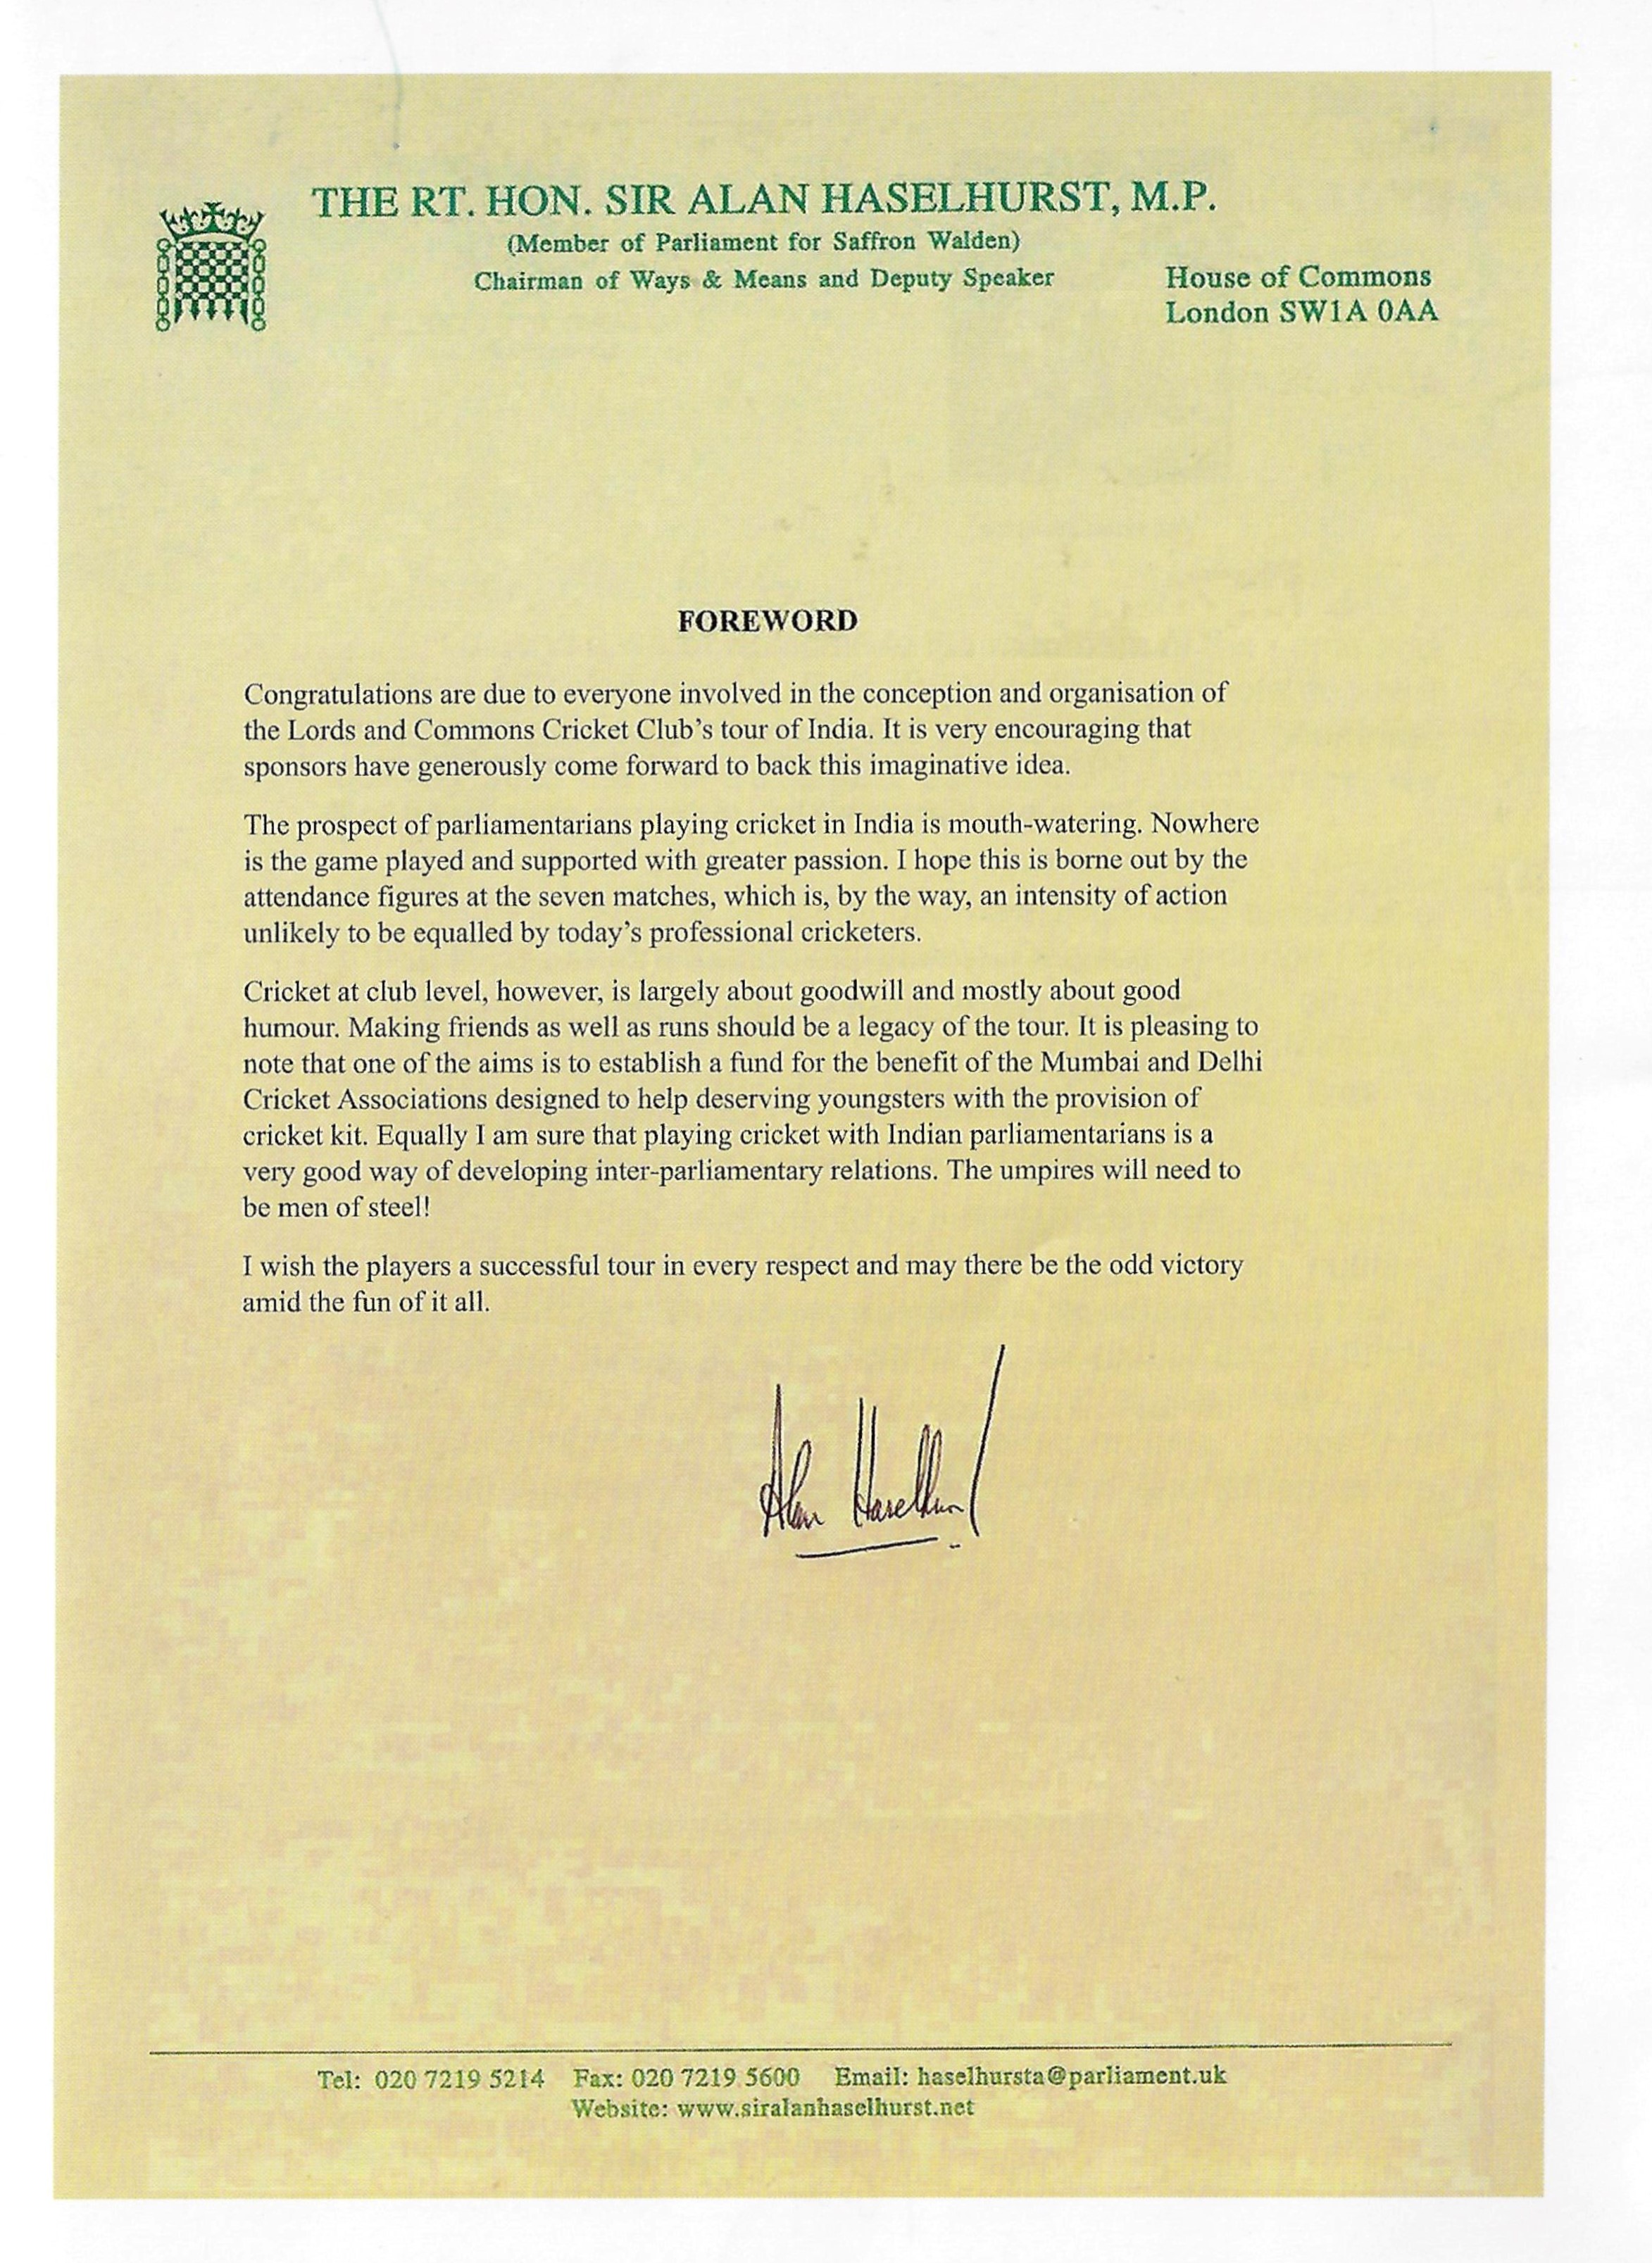 THE RT. HON. SIR ALAN HASELHURST, M.P.
(Member of Parliament for Saffron Walden)
Chairman of Ways & Means and Deputy Speaker
House of Commons
London SW1A 0AA
FOREWORD
Congratulations are due to everyone involved in the conception and organisation of
the Lords and Commons Cricket Club's tour of India. It is very encouraging that
sponsors have generously come forward to back this imaginative idea.
The prospect of parliamentarians playing cricket in India is mouth-watering. Nowhere
is the game played and supported with greater passion. I hope this is borne out by the
attendance figures at the seven matches, which is, by the way, an intensity of action
unlikely to be equalled by today's professional cricketers.
Cricket at club level, however, is largely about goodwill and mostly about good
humour. Making friends as well as runs should be a legacy of the tour. It is pleasing to
note that one of the aims is to establish a fund for the benefit of the Mumbai and Delhi
Cricket Associations designed to help deserving youngsters with the provision of
cricket kit. Equally I am sure that playing cricket with Indian parliamentarians is a
very good way of developing inter-parliamentary relations. The umpires will need to
be men of steel!
I wish the players a successful tour in every respect and may there be the odd victory
amid the fun of it all.
Alan Haselhurst
Tel: 020 7219 5214 Fax: 020 7219 5600 Email: haselhursta@parliament.uk
Website: www.siralanhaselhurst.net